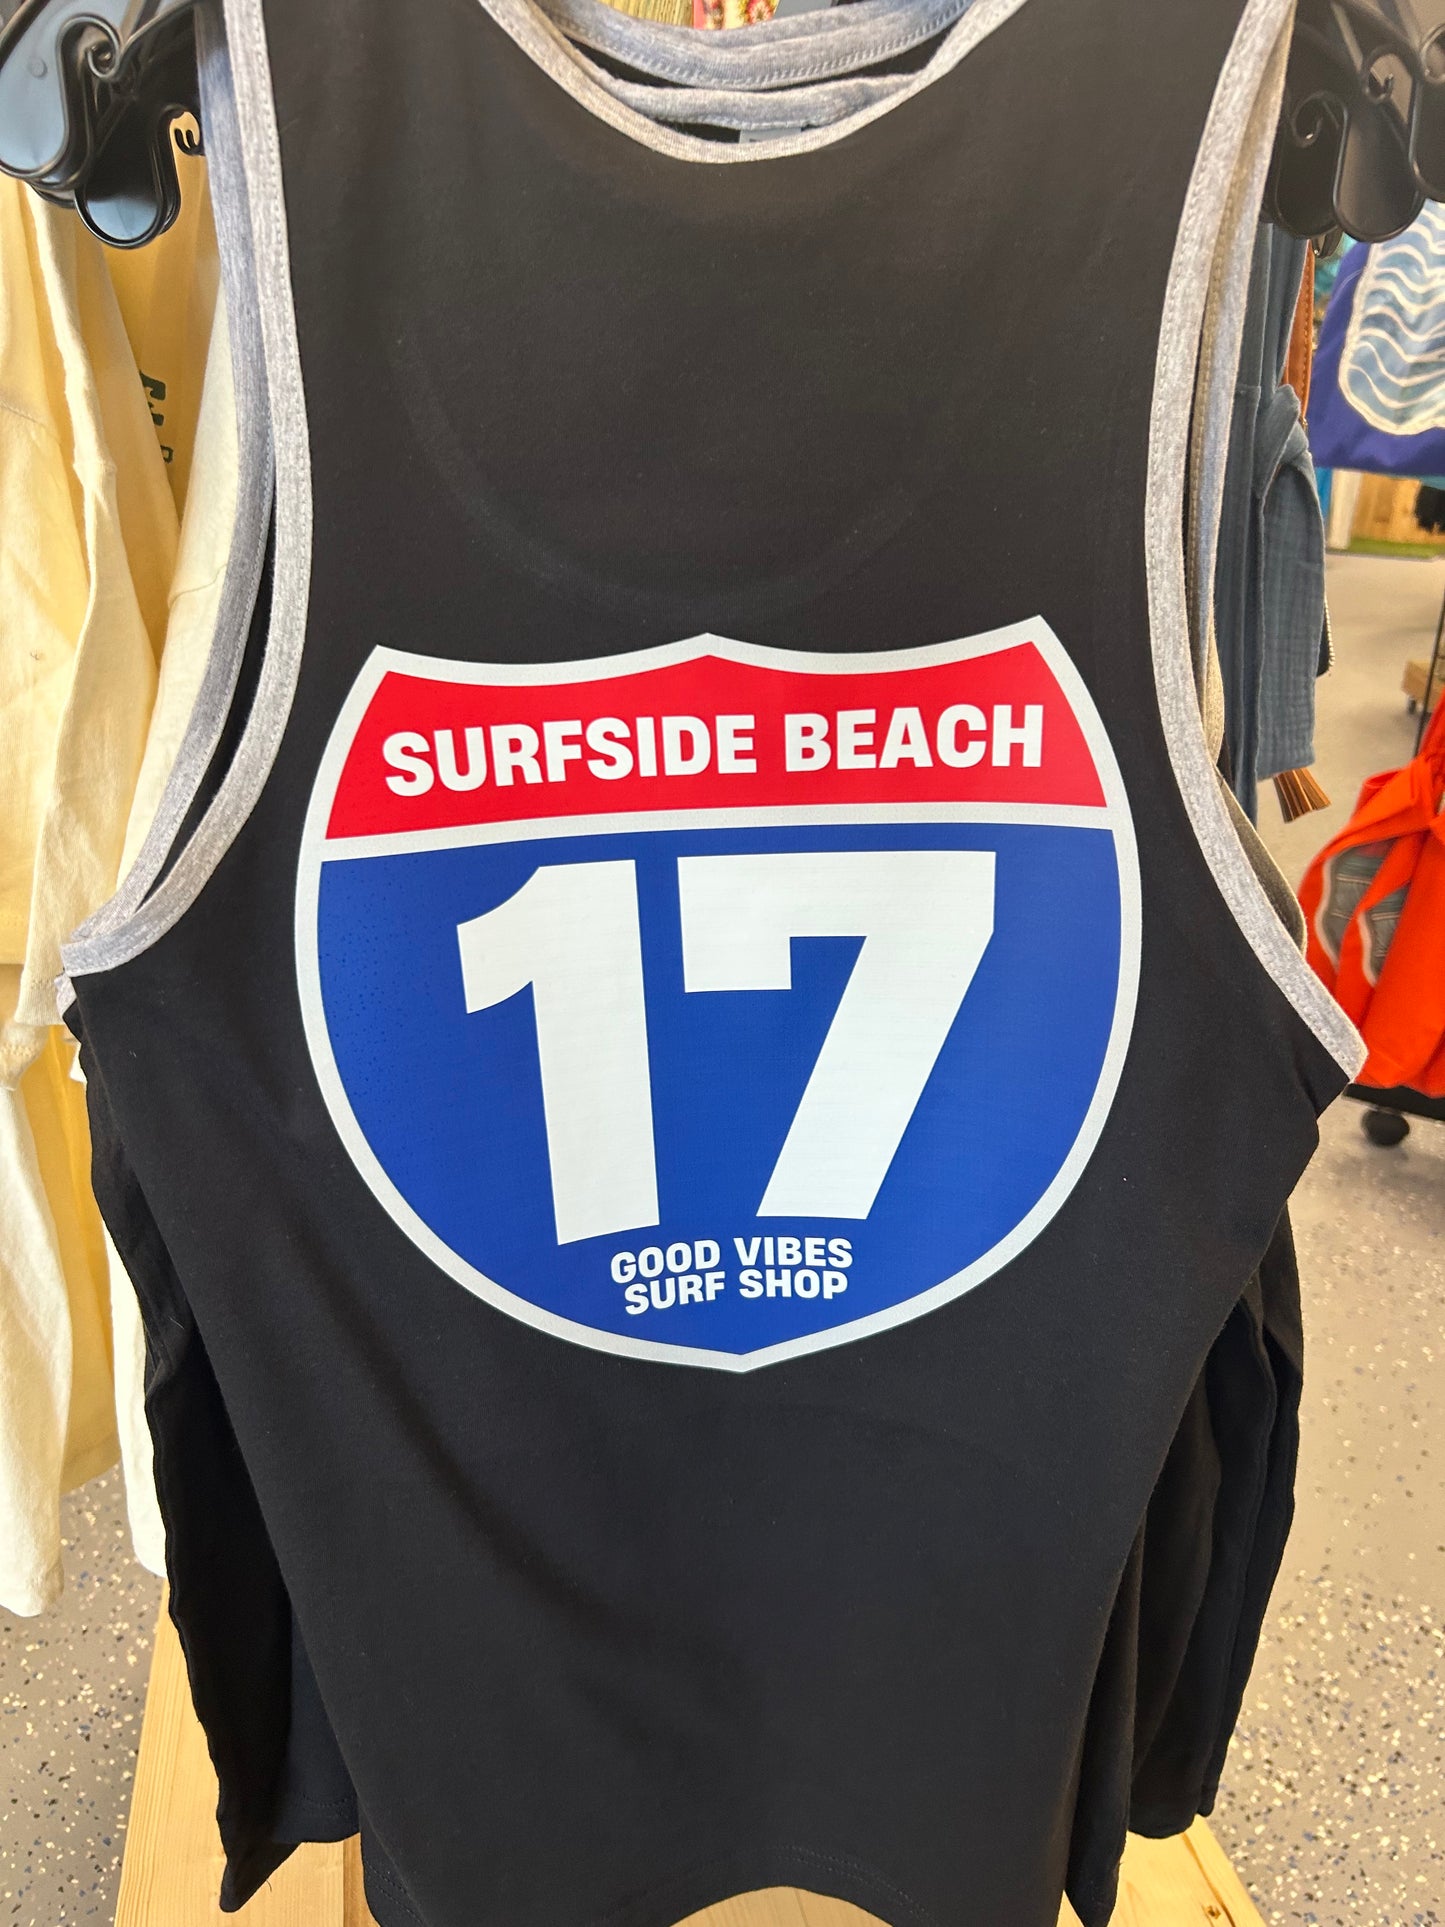 SURFSIDE BEACH
17
GOOD VIBES
SURF SHOP